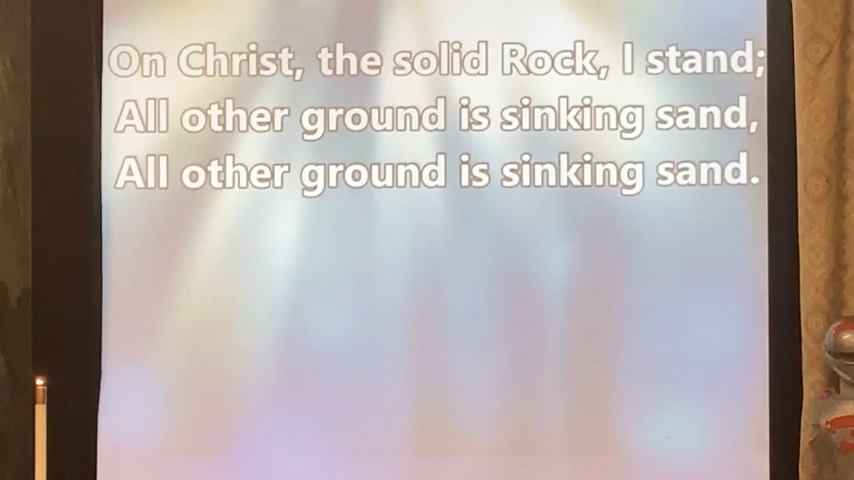 On Christ, the solid Rock, I stand;
All other ground is sinking sand,
All other ground is sinking sand.